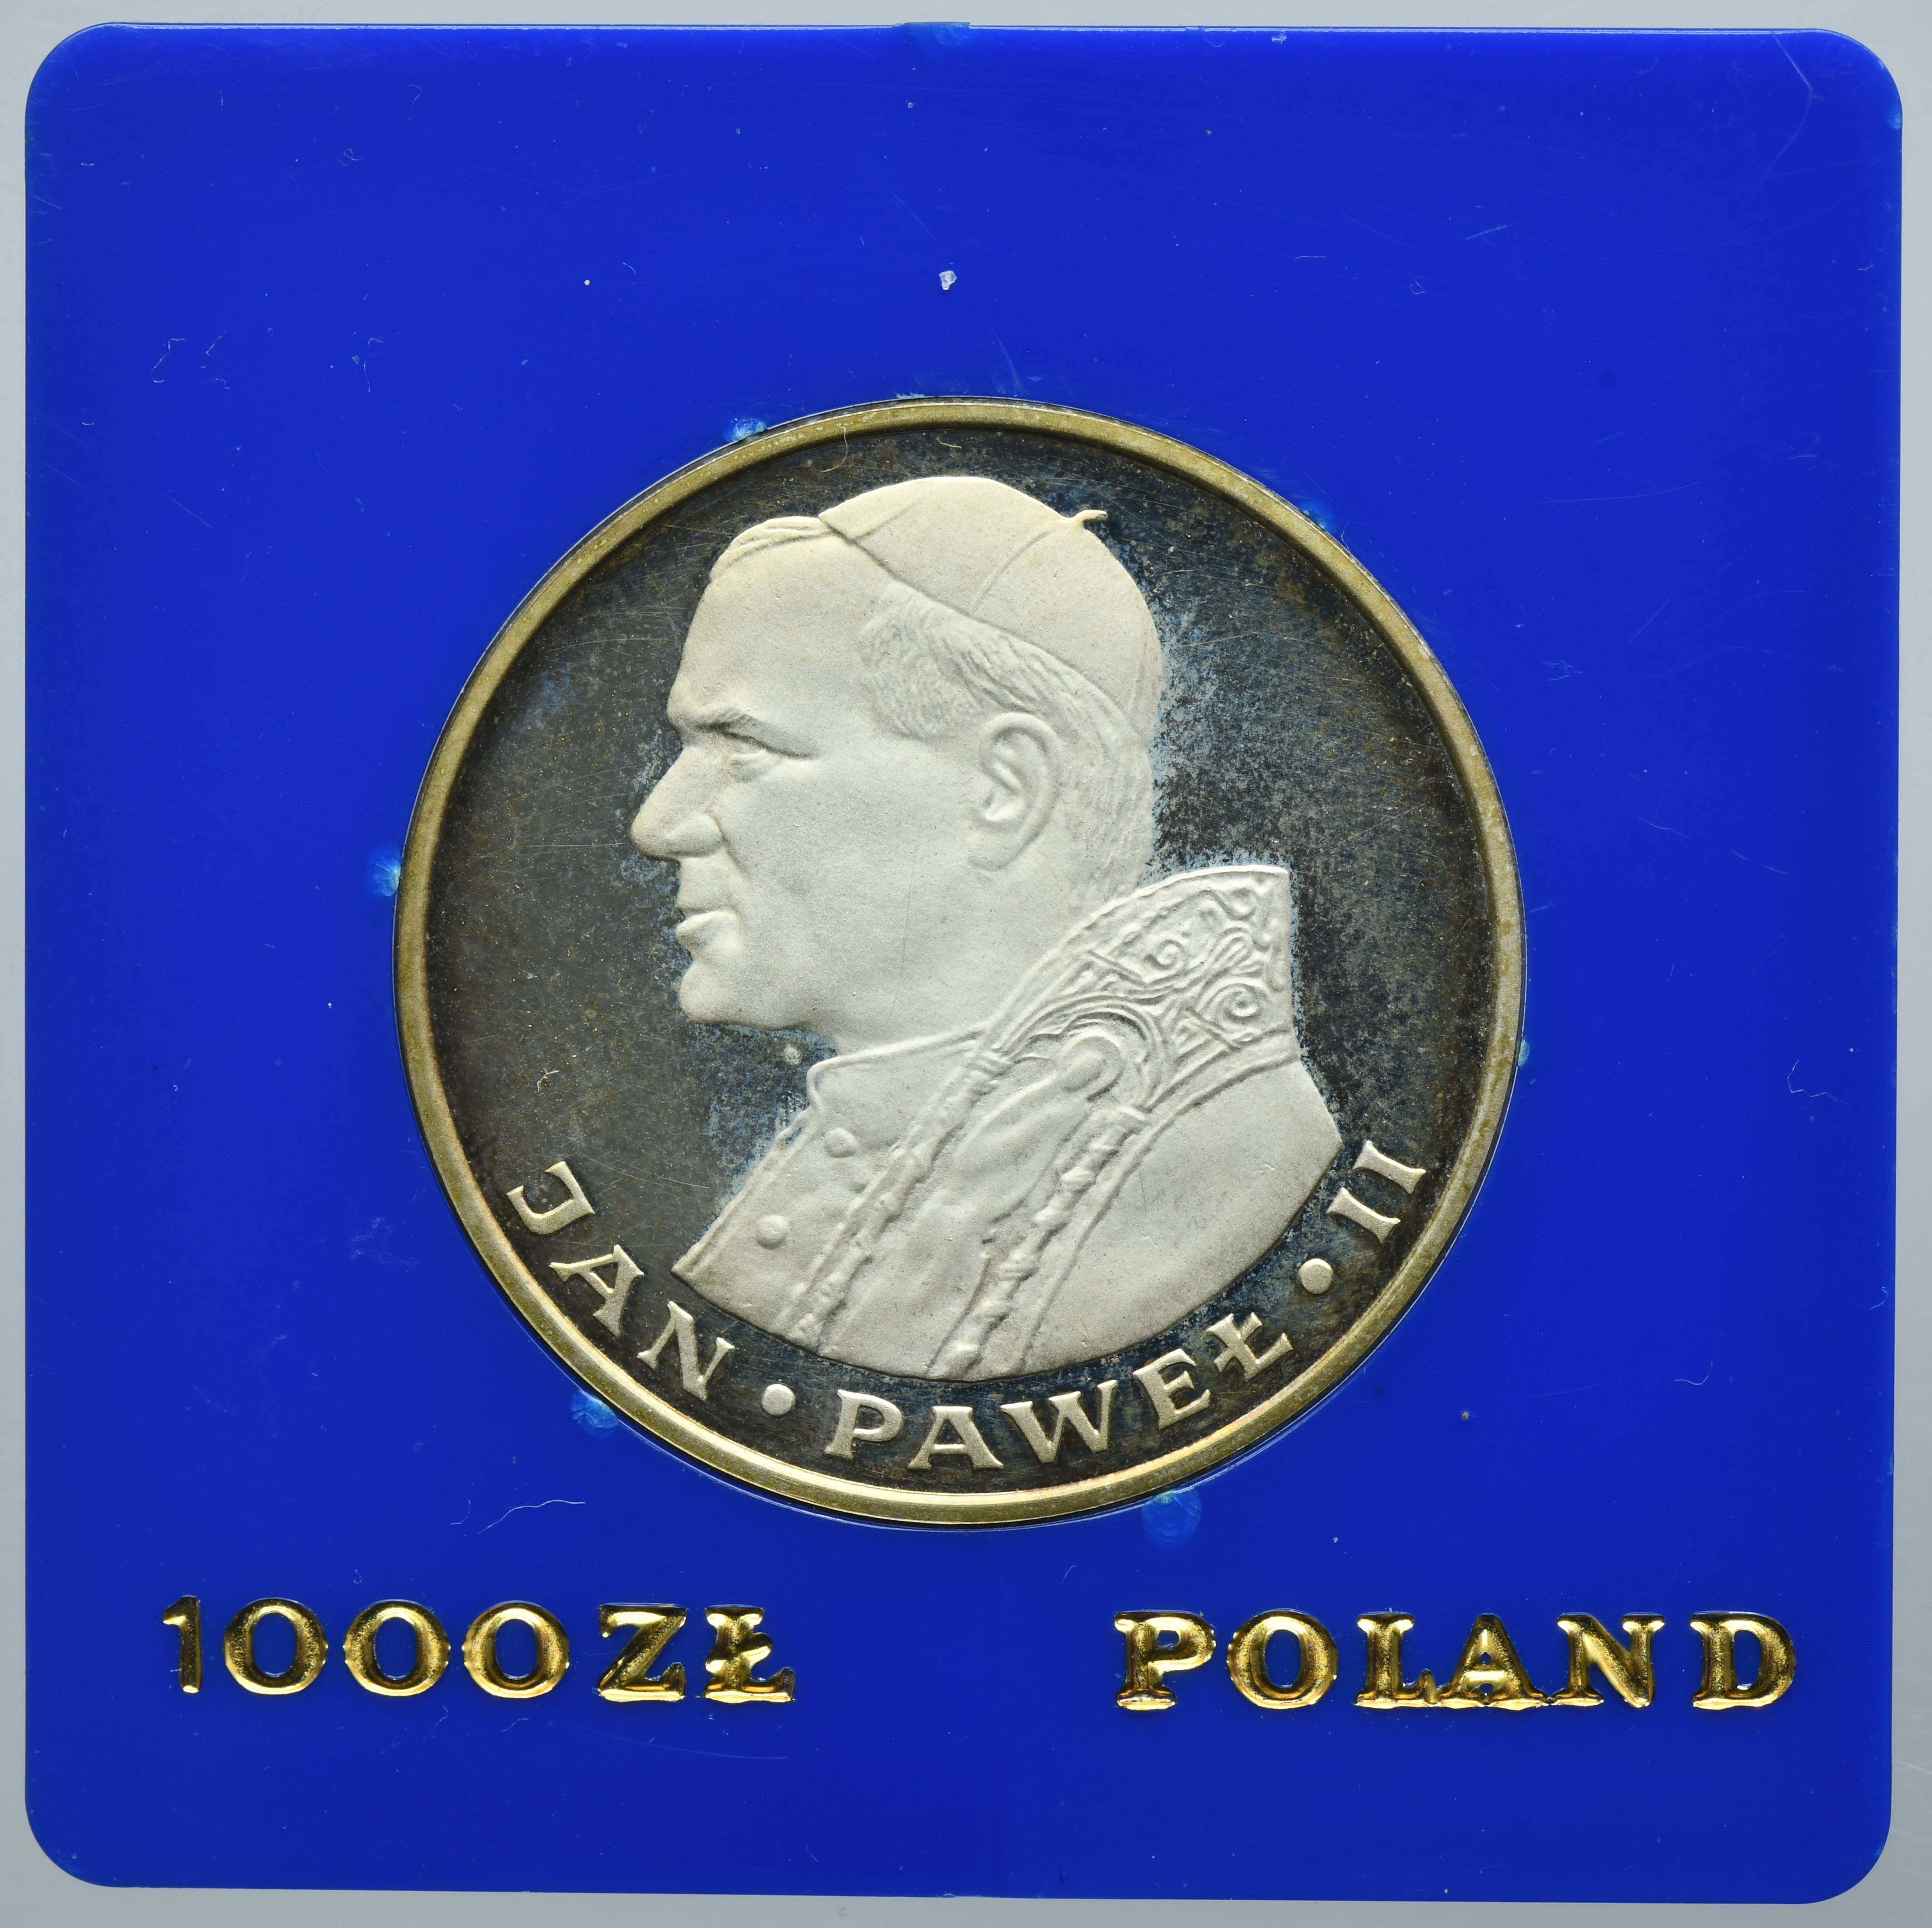 JAN • PAWEŁ • II
1000 ZŁ POLAND